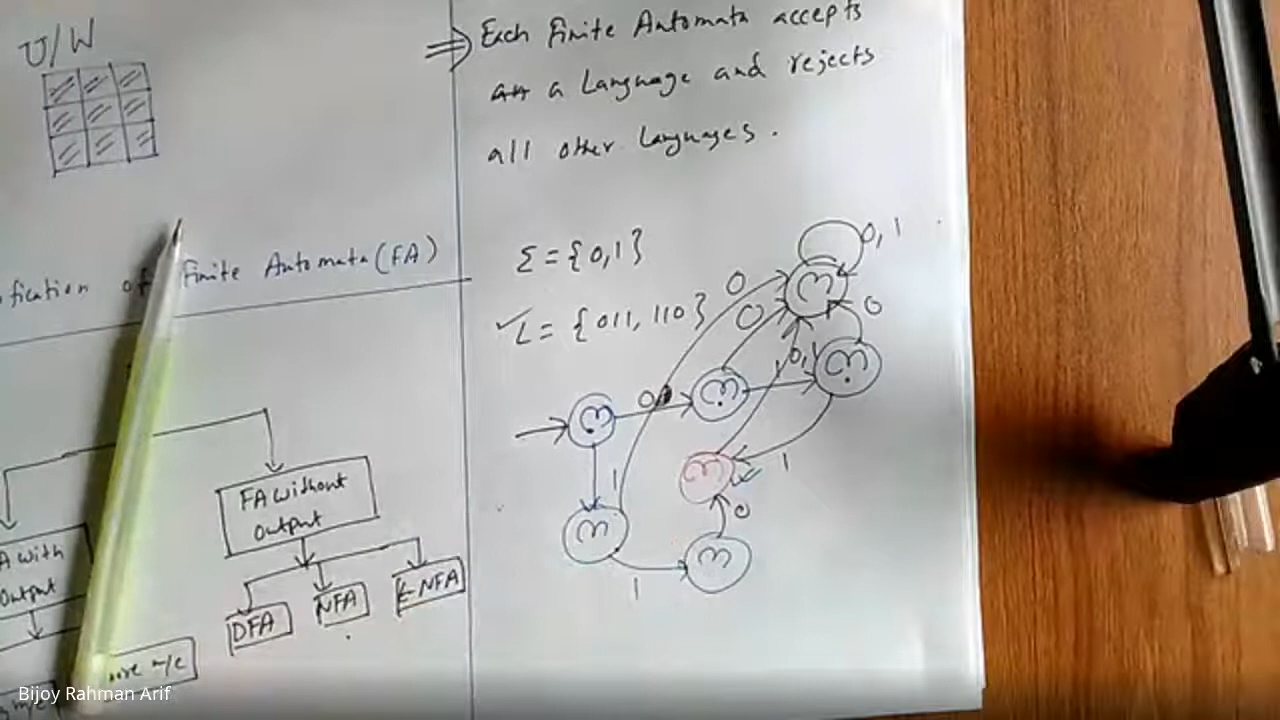 U/W
Each Finite Automata accepts
a Language and rejects
all other Languages.
Σ = {0,1}
✓L = {011, 110}
of Finite Automata (FA)
FA without
output
DFA
NFA
ε-NFA
with
output
m/c
0,1
0
0
0
0,1
0
1
1
0
1
Bijoy Rahman Arif